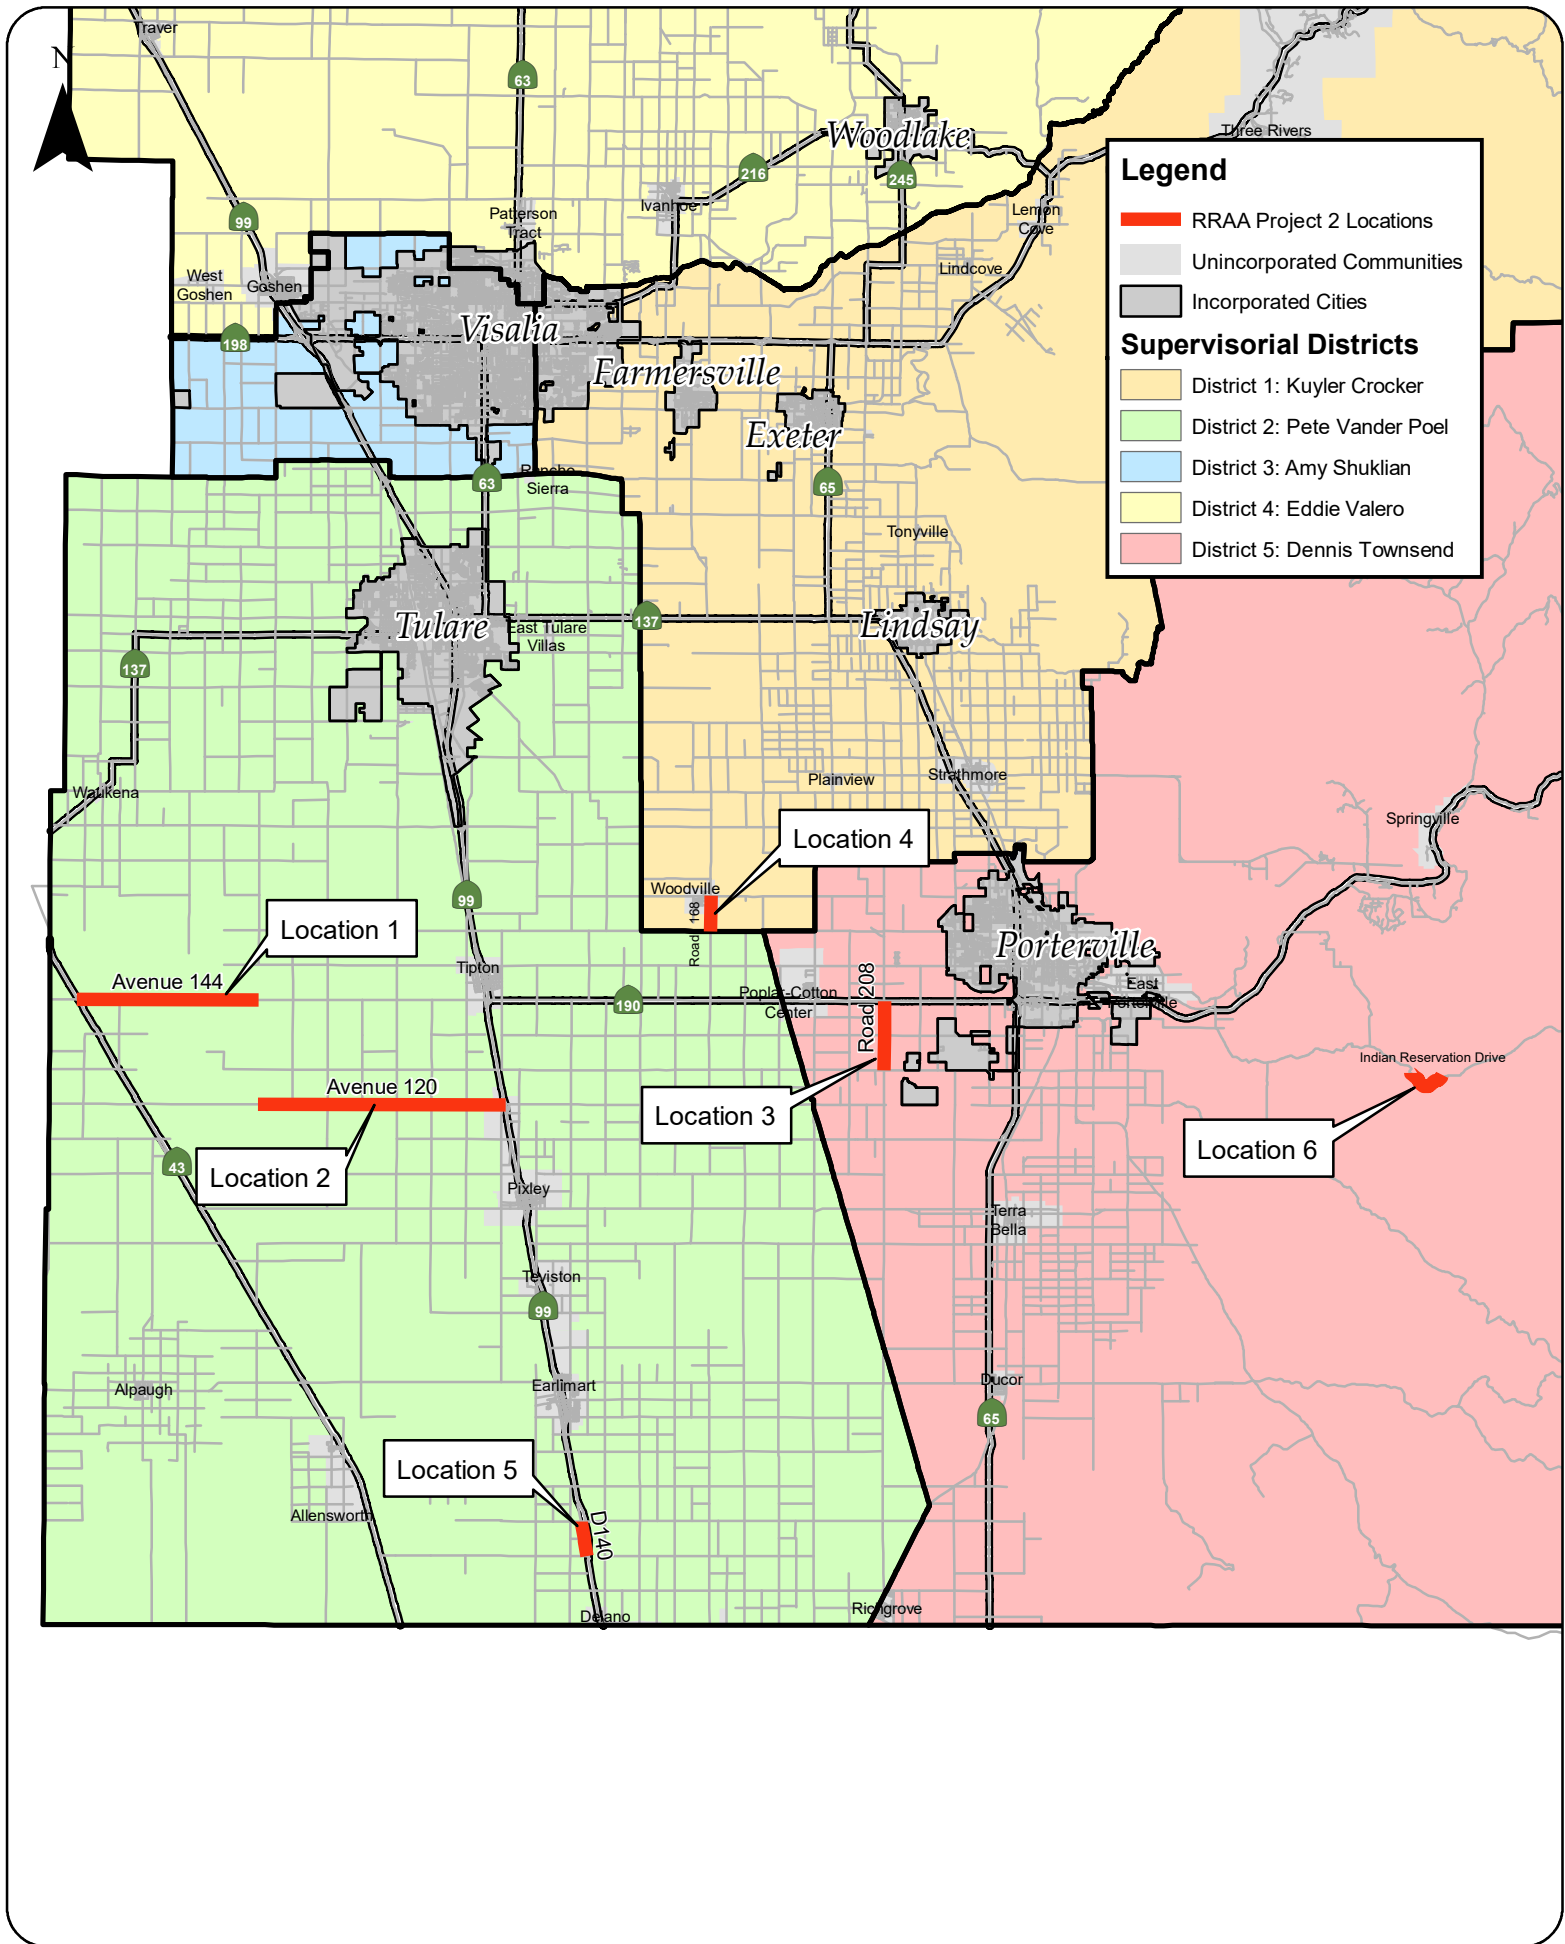 Traver
N
63
Woodlake
Three Rivers
216
245
Ivanhoe
Patterson
Tract
99
Lemon
Cove
West
Goshen
Goshen
Lindcove
198
Visalia
Farmersville
Exeter
Rancho
Sierra
63
65
Tonyville
Legend
RRAA Project 2 Locations
Unincorporated Communities
Incorporated Cities
Supervisorial Districts
District 1: Kuyler Crocker
District 2: Pete Vander Poel
District 3: Amy Shuklian
District 4: Eddie Valero
District 5: Dennis Townsend
Tulare
East Tulare
Villas
137
Lindsay
137
Waukena
Plainview
Strathmore
Springville
Location 4
Woodville
Road 168
99
Location 1
Avenue 144
Tipton
190
Poplar-Cotton
Center
Road 208
Porterville
East
Porterville
Indian Reservation Drive
Avenue 120
Location 3
Location 6
Location 2
43
Pixley
Terra
Bella
Teviston
99
Alpaugh
Earlimart
Ducor
65
Location 5
Allensworth
D140
Delano
Richgrove